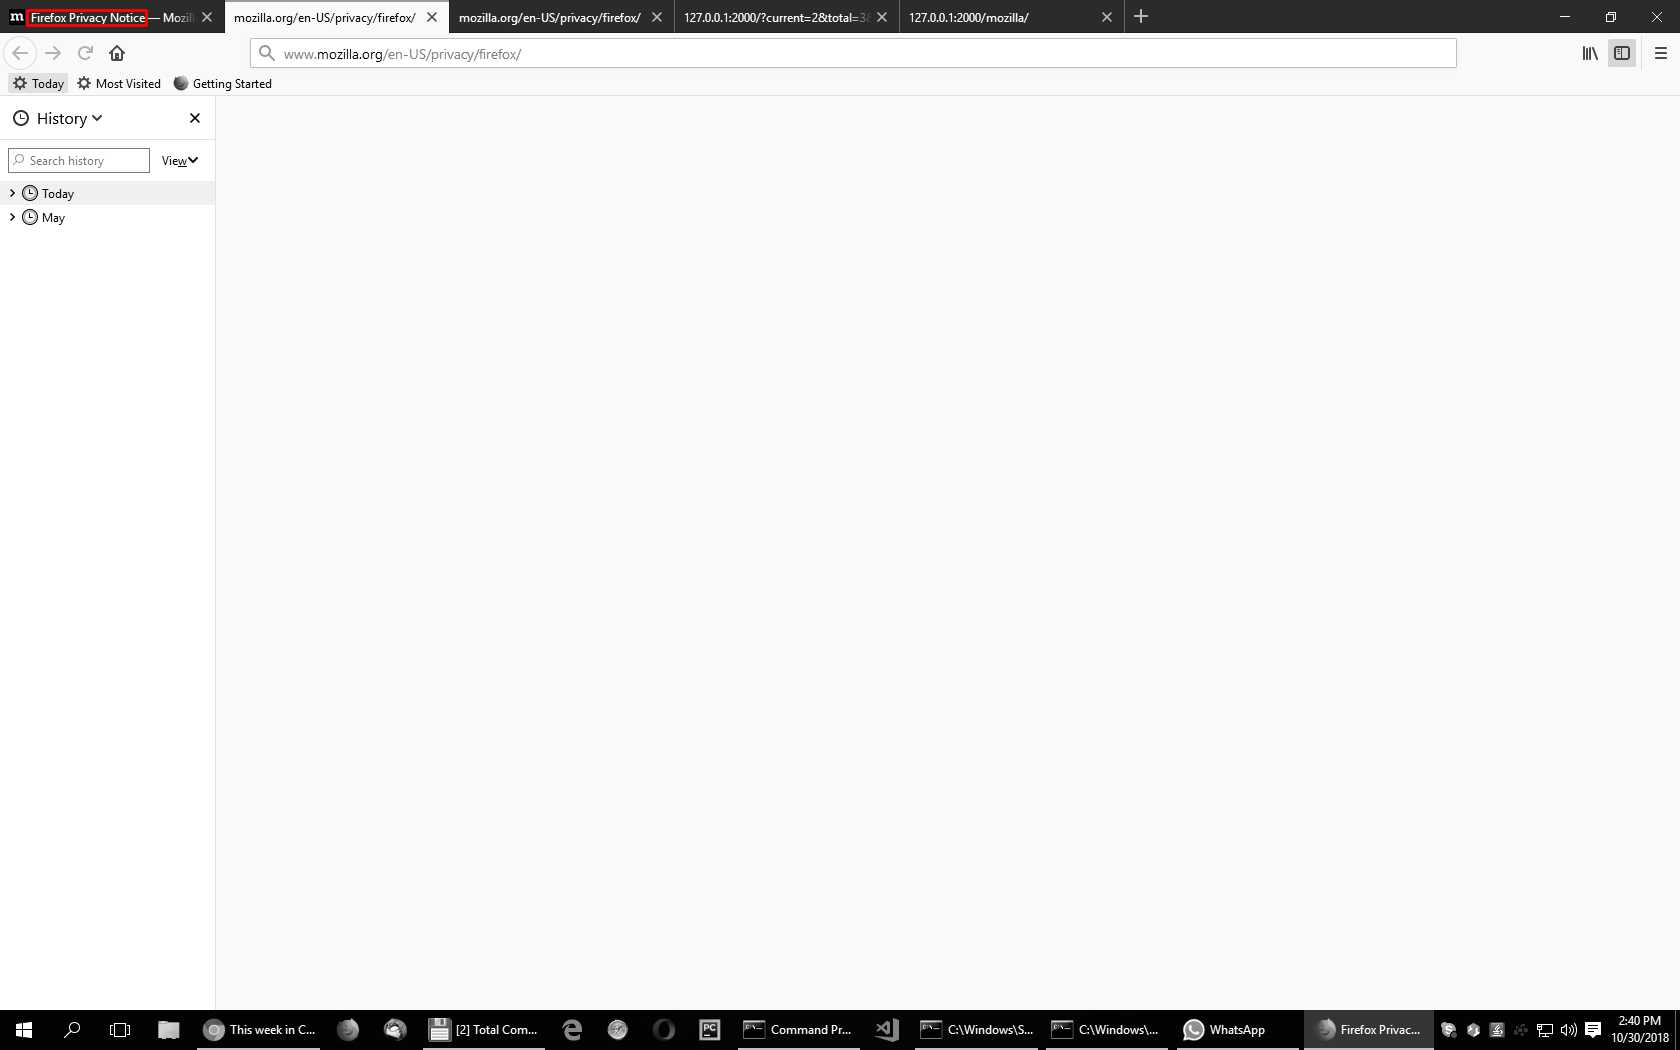 m Firefox Privacy Notice — Mozil
mozilla.org/en-US/privacy/firefox/
mozilla.org/en-US/privacy/firefox/
127.0.0.1:2000/?current=2&total=3&
127.0.0.1:2000/mozilla/
www.mozilla.org/en-US/privacy/firefox/
Today
Most Visited
Getting Started
History
Search history
View
Today
May
This week in C...
[2] Total Com...
PC
Command Pr...
C:\Windows\S...
C:\Windows\...
WhatsApp
Firefox Privac...
2:40 PM
10/30/2018